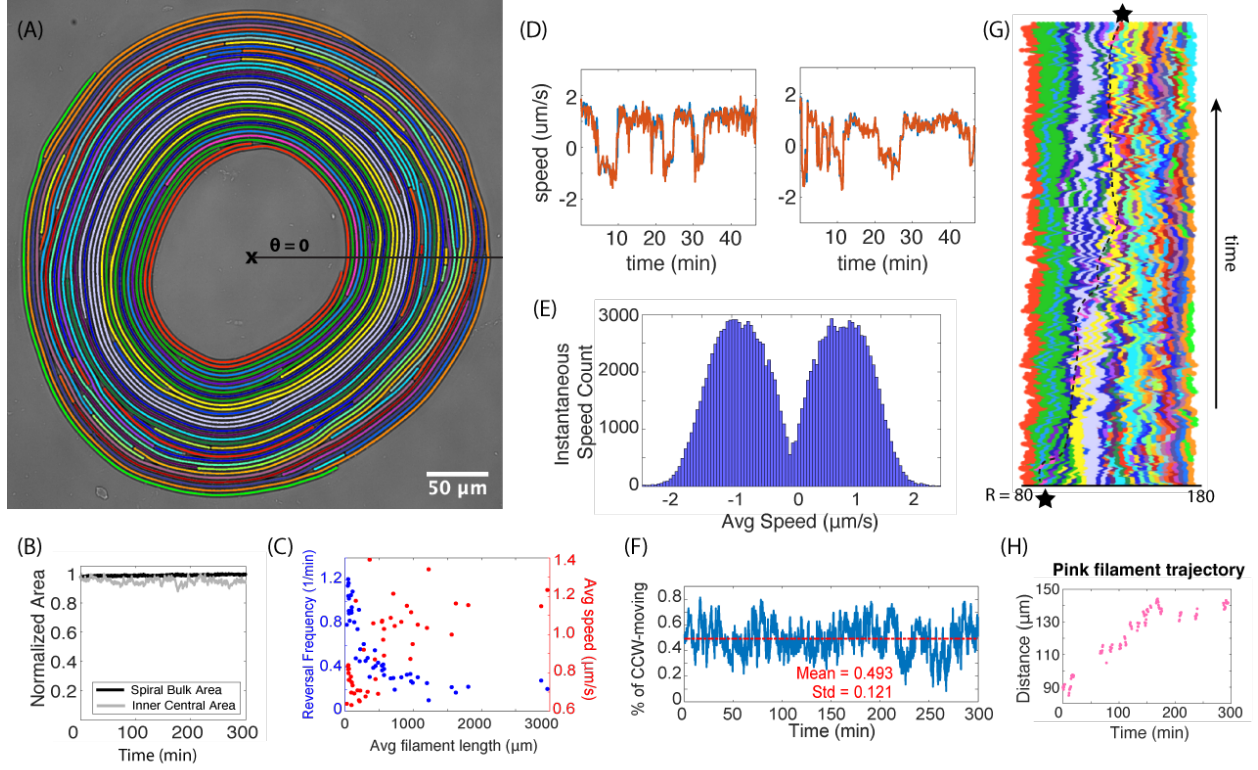 (A)
θ = 0
x
50 μm
(B)
Normalized Area
1
0.8
0.6
0.4
0.2
Spiral Bulk Area
Inner Central Area
0 100 200 300
Time (min)
(C)
Reversal Frequency (1/min)
1.2
0.8
0.4
0
Avg speed (μm/s)
1.4
1.2
1.0
0.8
0.6
0 1000 2000 3000
Avg filament length (μm)
(D)
speed (um/s)
2
0
-2
10 20 30 40
time (min)
2
0
-2
10 20 30 40
time (min)
(E)
Instantaneous
Speed Count
3000
2000
1000
0
-2 -1 0 1 2
Avg Speed (μm/s)
(F)
% of CCW-moving
0.8
0.6
0.4
0.2
0
Mean = 0.493
Std = 0.121
0 50 100 150 200 250 300
Time (min)
(G)
time
R = 80 180
(H)
Pink filament trajectory
Distance (μm)
150
130
110
90
0 100 200 300
Time (min)